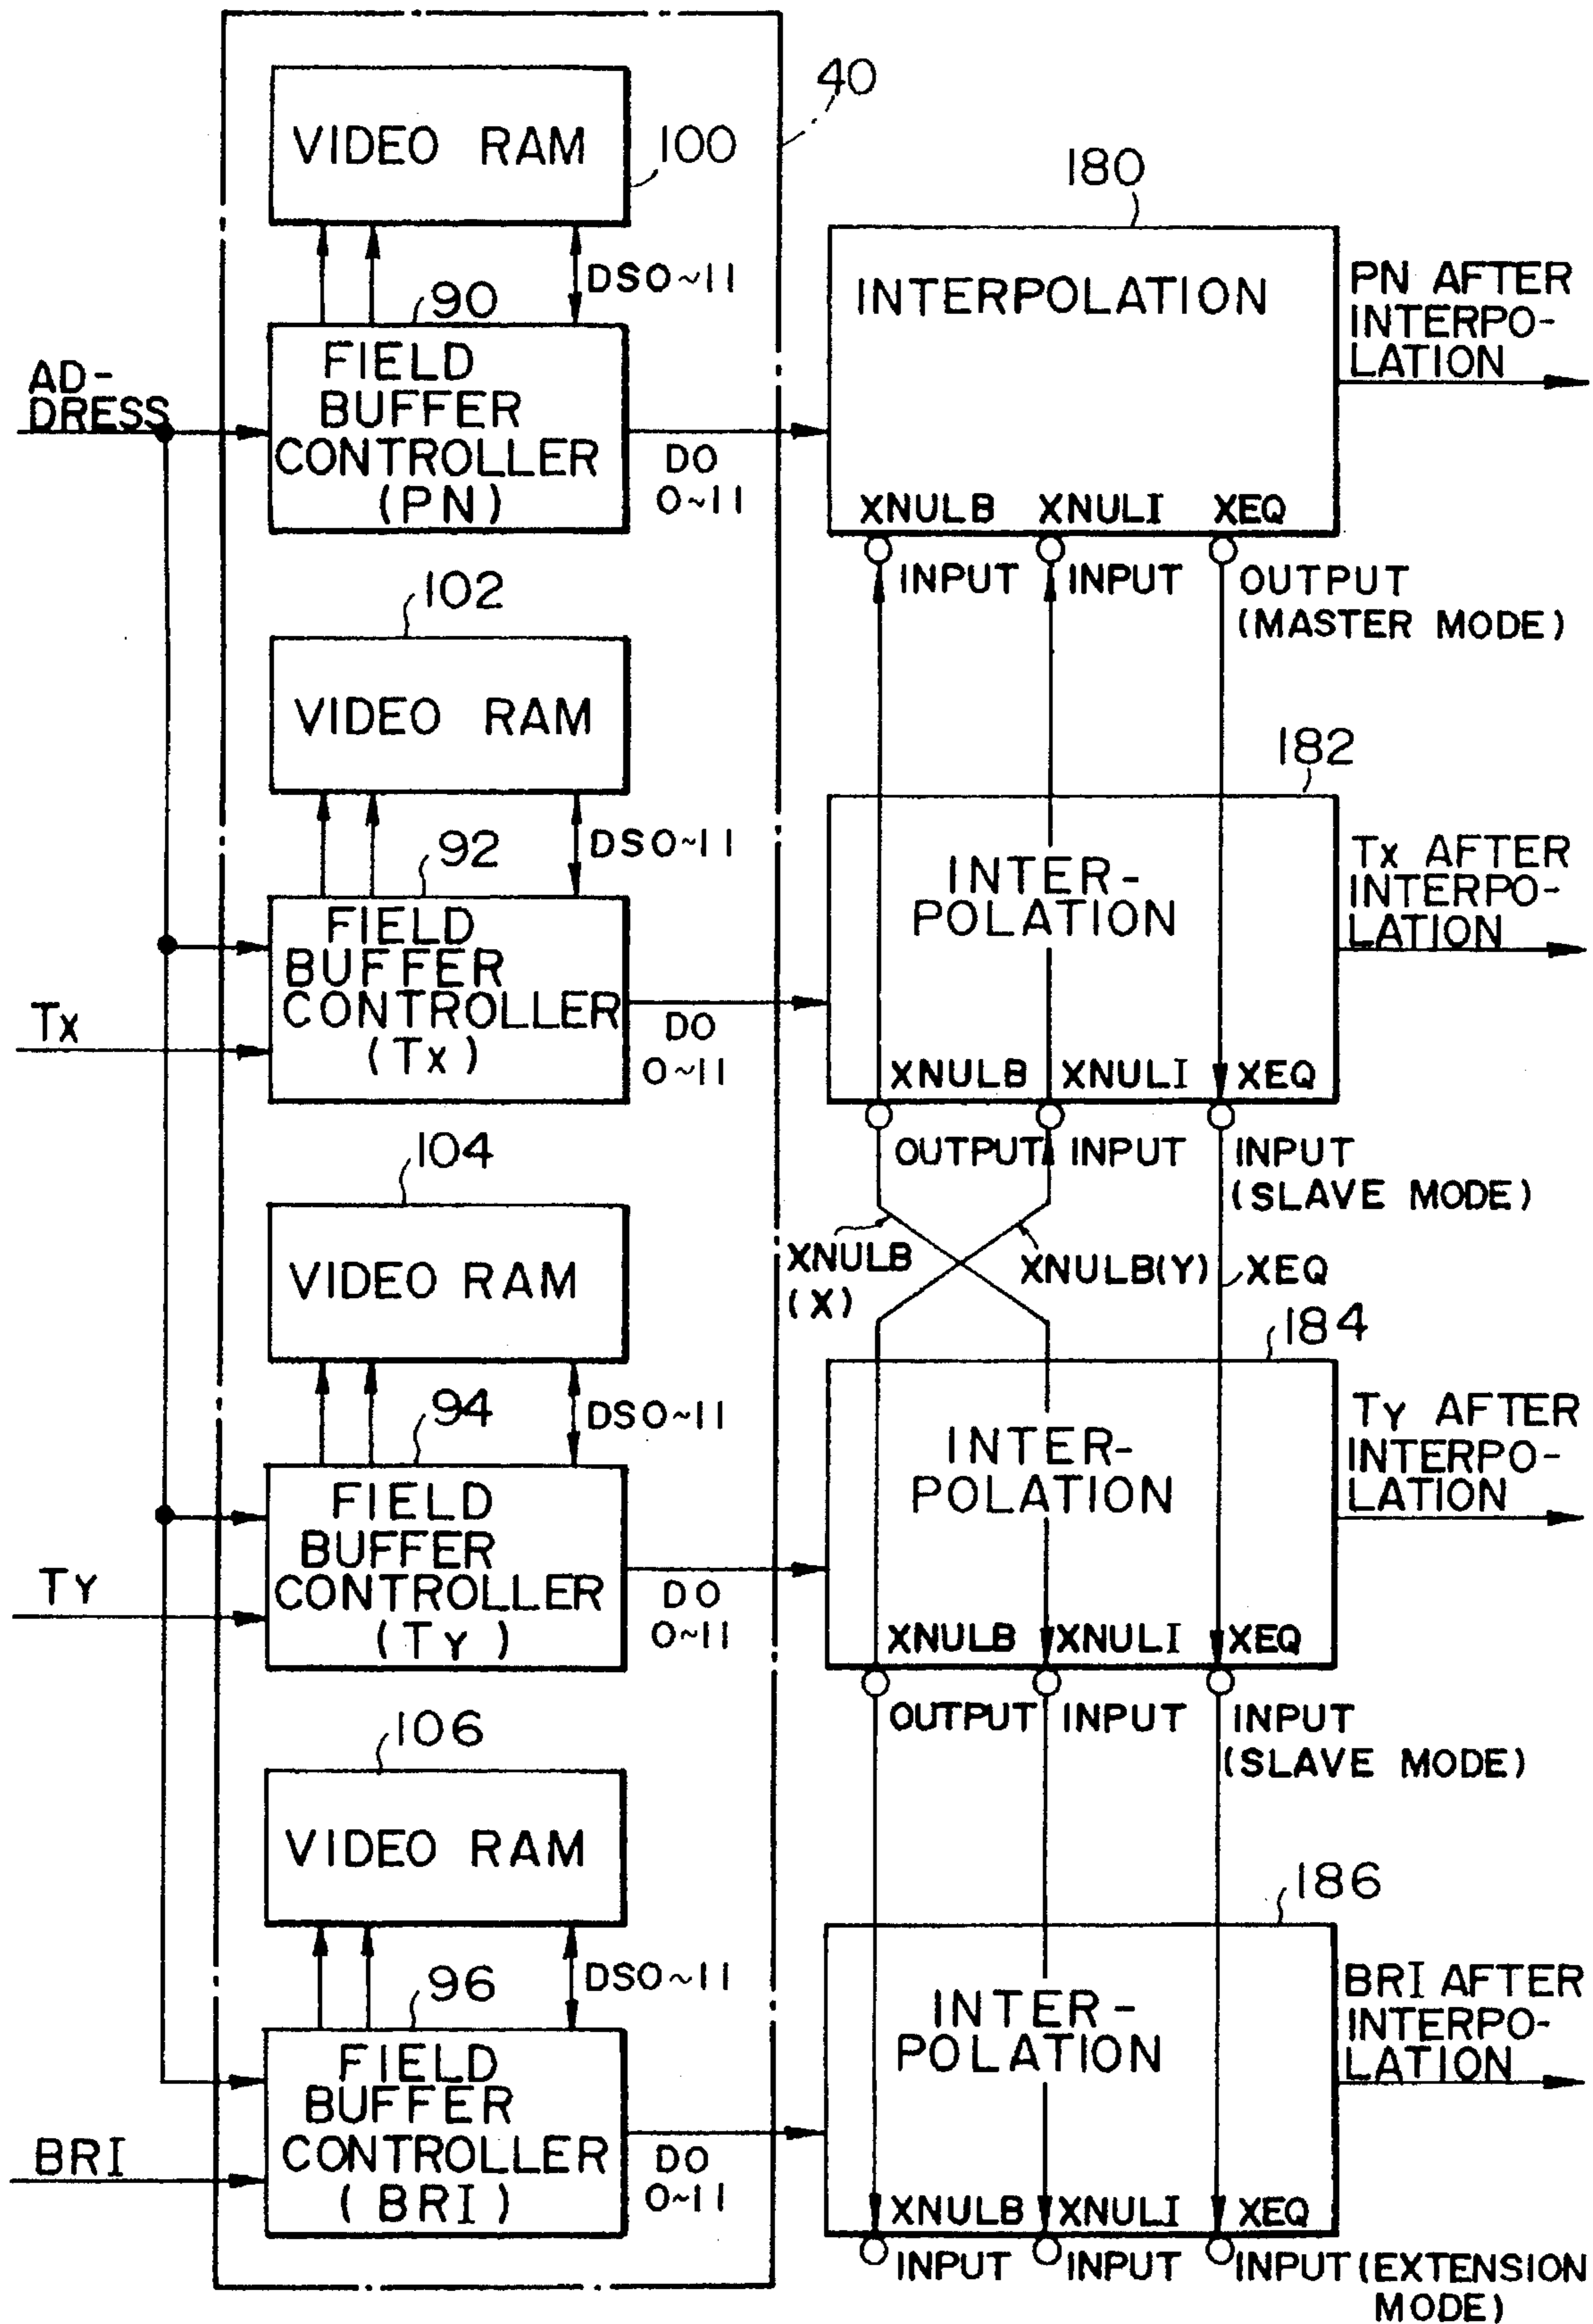 40
VIDEO RAM
100
DS0~11
90
FIELD
BUFFER
CONTROLLER
(PN)
AD-
DRESS
DO
0~11
180
INTERPOLATION
XNULB XNULI XEQ
INPUT INPUT OUTPUT
(MASTER MODE)
PN AFTER
INTERPO-
LATION
102
VIDEO RAM
DS0~11
92
FIELD
BUFFER
CONTROLLER
(Tx)
Tx
DO
0~11
182
INTER-
POLATION
XNULB XNULI XEQ
OUTPUT INPUT INPUT
(SLAVE MODE)
Tx AFTER
INTERPO-
LATION
XNULB
(X)
XNULB(Y)
XEQ
104
VIDEO RAM
DS0~11
94
FIELD
BUFFER
CONTROLLER
(TY)
TY
DO
0~11
184
INTER-
POLATION
XNULB XNULI XEQ
OUTPUT INPUT INPUT
(SLAVE MODE)
TY AFTER
INTERPO-
LATION
106
VIDEO RAM
DS0~11
96
FIELD
BUFFER
CONTROLLER
(BRI)
BRI
DO
0~11
186
INTER-
POLATION
XNULB XNULI XEQ
INPUT INPUT INPUT (EXTENSION
MODE)
BRI AFTER
INTERPO-
LATION